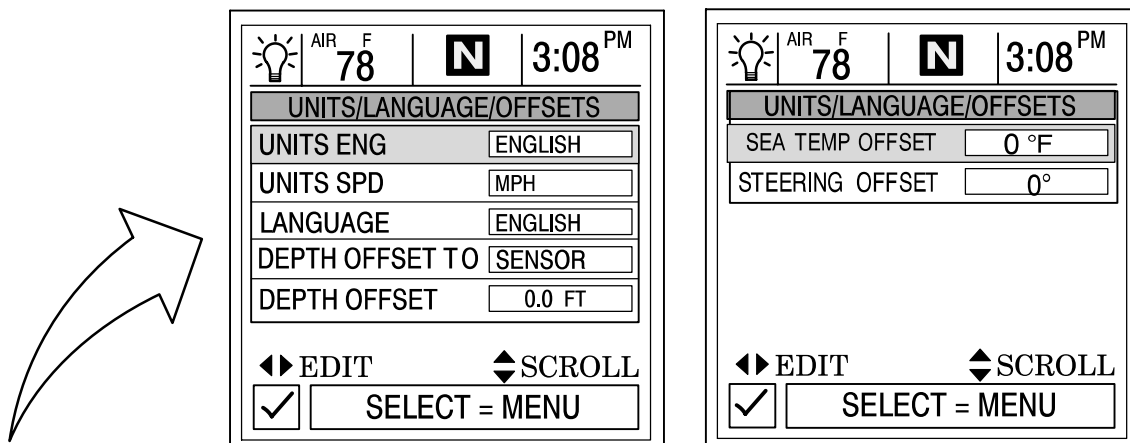 AIR F
78 N 3:08 PM
UNITS/LANGUAGE/OFFSETS
UNITS ENG ENGLISH
UNITS SPD MPH
LANGUAGE ENGLISH
DEPTH OFFSET TO SENSOR
DEPTH OFFSET 0.0 FT
EDIT SCROLL
SELECT = MENU
AIR F
78 N 3:08 PM
UNITS/LANGUAGE/OFFSETS
SEA TEMP OFFSET 0 °F
STEERING OFFSET 0°
EDIT SCROLL
SELECT = MENU